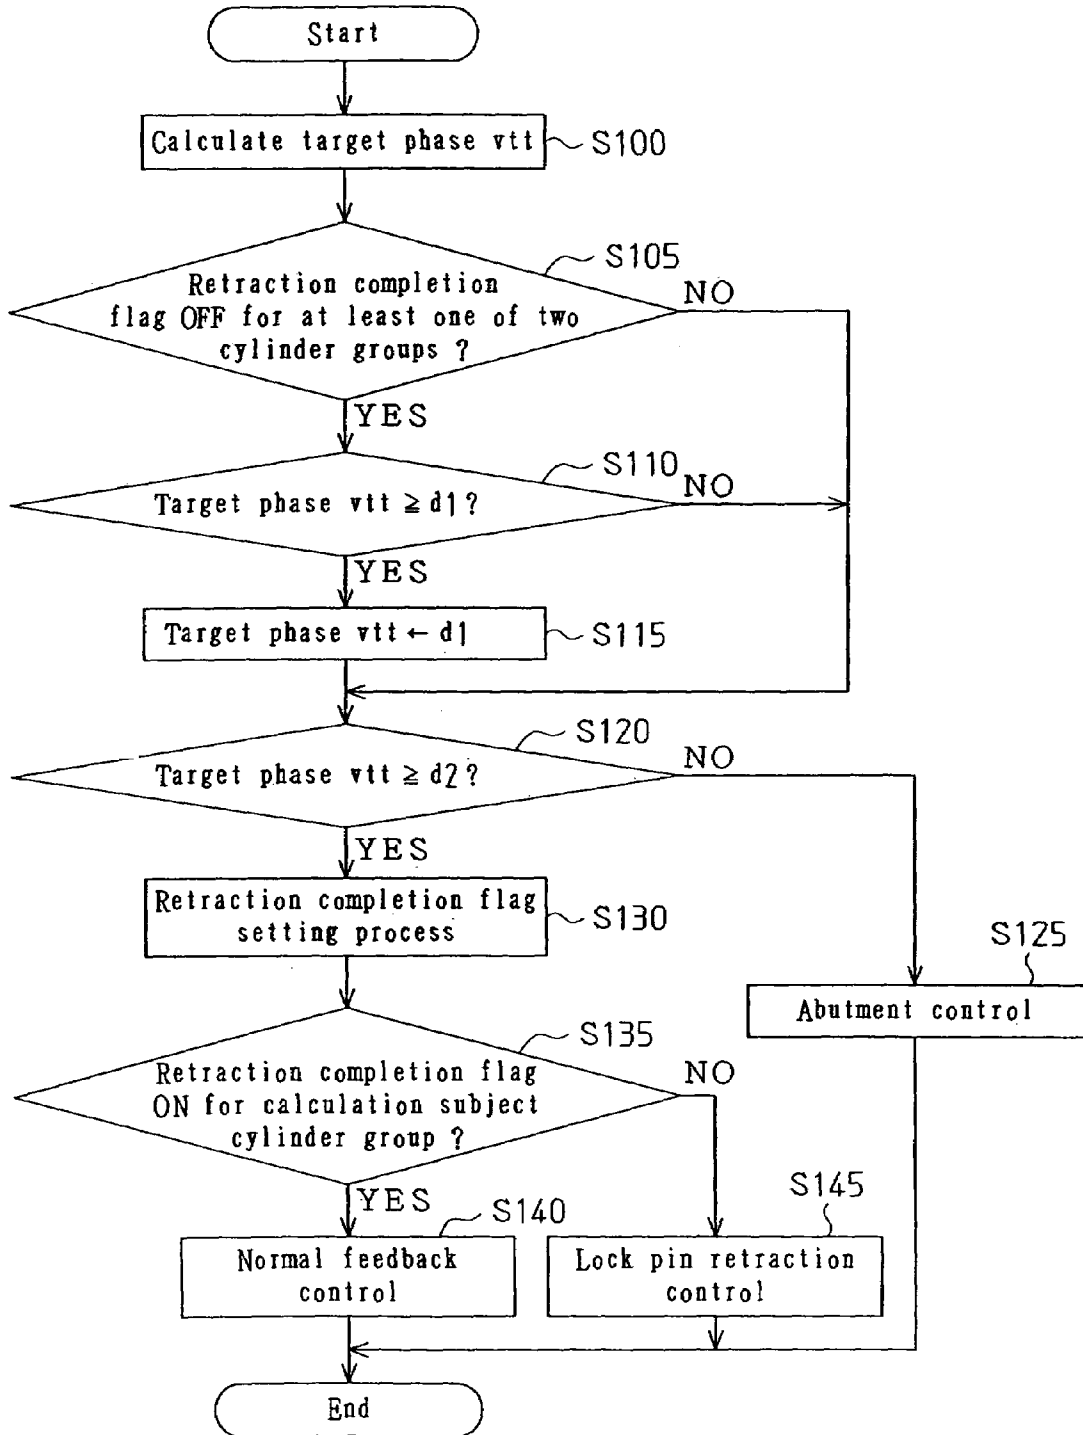 Start
Calculate target phase vtt
S100
S105
Retraction completion
flag OFF for at least one of two
cylinder groups ?
NO
YES
S110
Target phase vtt ≧ d1 ?
NO
YES
Target phase vtt ← d1
S115
S120
Target phase vtt ≧ d2 ?
NO
YES
Retraction completion flag
setting process
S130
S125
Abutment control
S135
Retraction completion flag
ON for calculation subject
cylinder group ?
NO
YES
S140
S145
Normal feedback
control
Lock pin retraction
control
End